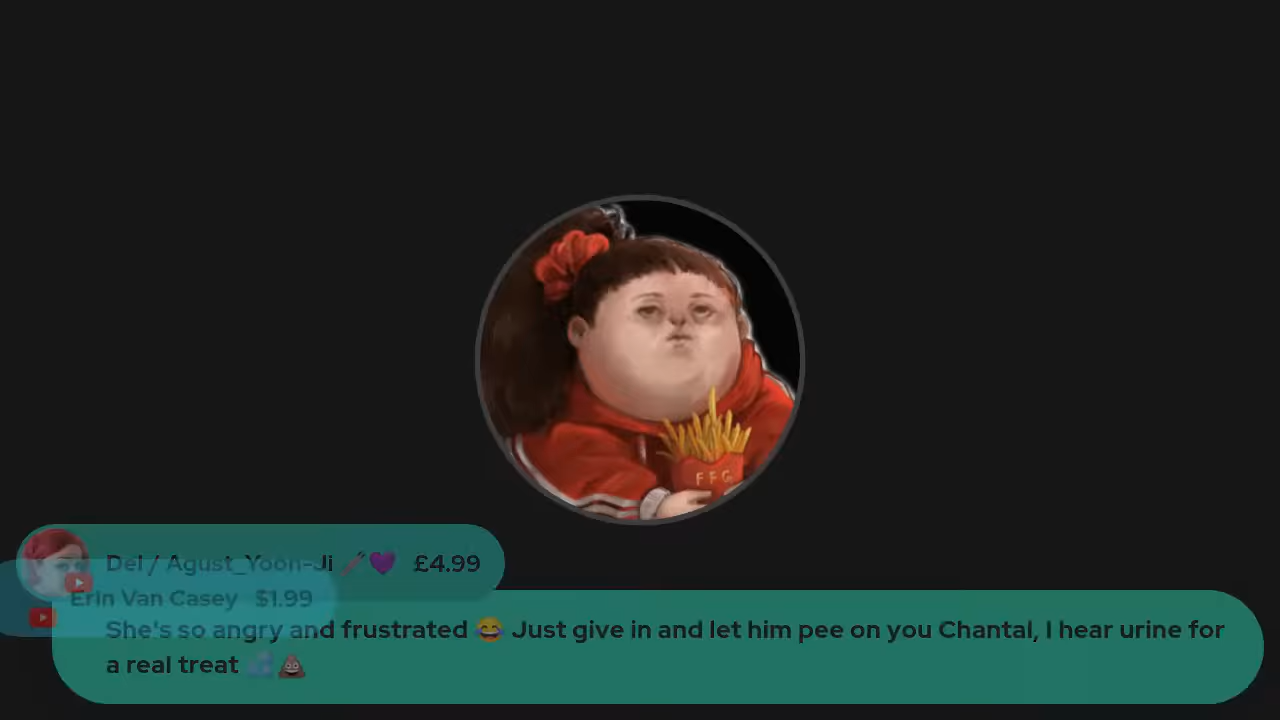 FFG
Del / Agust_Yoon-Ji 🥢💜 £4.99
Erin Van Casey $1.99
She's so angry and frustrated 😂 Just give in and let him pee on you Chantal, I hear urine for
a real treat 💦💩